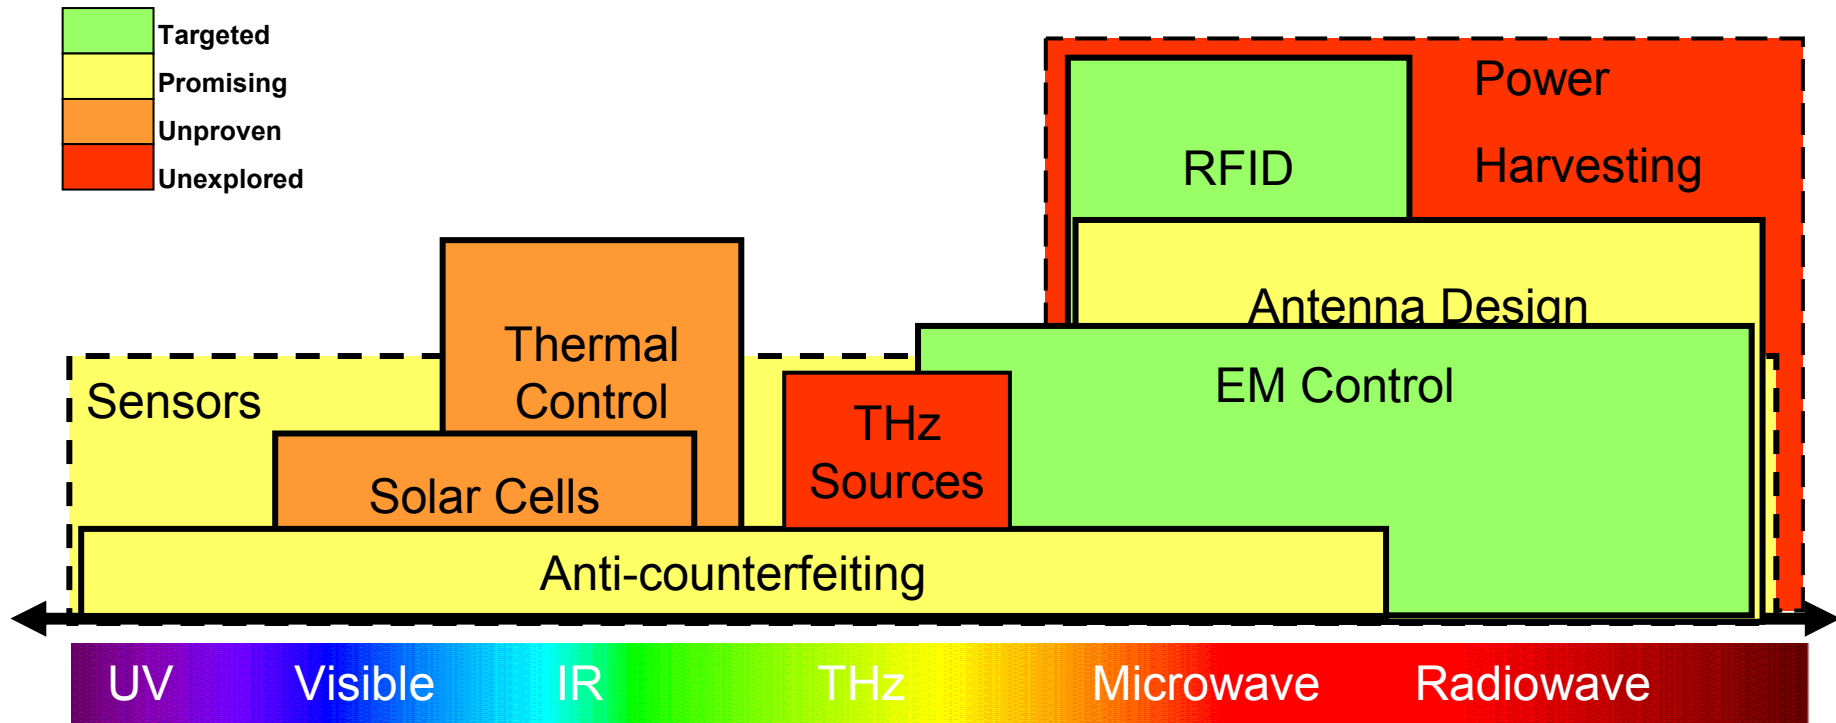 Targeted
Promising
Unproven
Unexplored
Power
Harvesting
RFID
Antenna Design
Thermal
Control
EM Control
Sensors
THz
Sources
Solar Cells
Anti-counterfeiting
UV Visible IR THz Microwave Radiowave